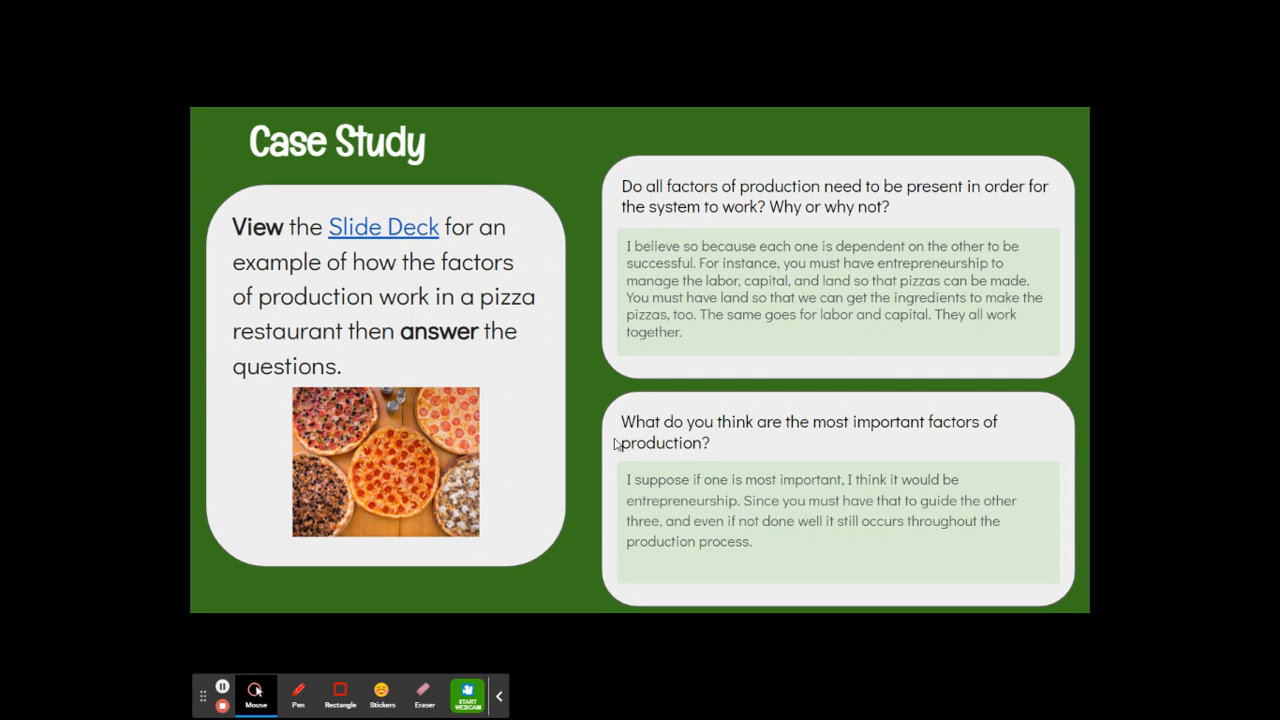 Case Study
View the Slide Deck for an
example of how the factors
of production work in a pizza
restaurant then answer the
questions.
Do all factors of production need to be present in order for
the system to work? Why or why not?
I believe so because each one is dependent on the other to be
successful. For instance, you must have entrepreneurship to
manage the labor, capital, and land so that pizzas can be made.
You must have land so that we can get the ingredients to make the
pizzas, too. The same goes for labor and capital. They all work
together.
What do you think are the most important factors of
production?
I suppose if one is most important, I think it would be
entrepreneurship. Since you must have that to guide the other
three, and even if not done well it still occurs throughout the
production process.
Mouse
Pen
Rectangle
Stickers
Eraser
START
WEBCAM